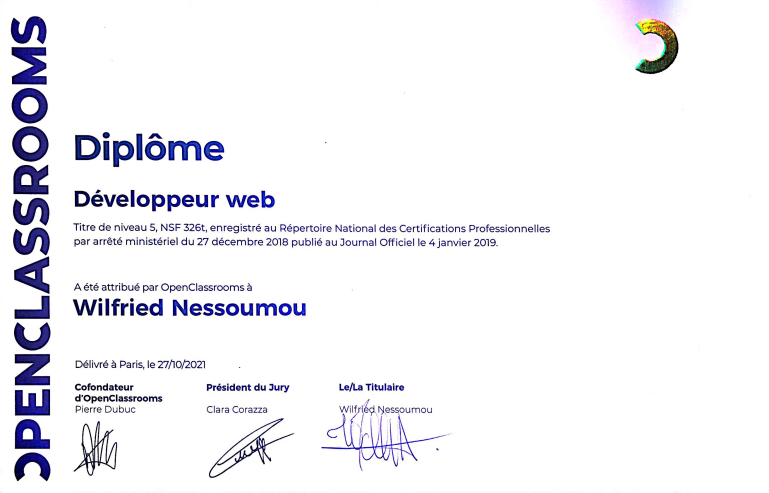 OPENCLASSROOMS
Diplôme
Développeur web
Titre de niveau 5, NSF 326t, enregistré au Répertoire National des Certifications Professionnelles
par arrêté ministériel du 27 décembre 2018 publié au Journal Officiel le 4 janvier 2019.
A été attribué par OpenClassrooms à
Wilfried Nessoumou
Délivré à Paris, le 27/10/2021
Cofondateur
d'OpenClassrooms
Pierre Dubuc
Président du Jury
Clara Corazza
Le/La Titulaire
Wilfried Nessoumou